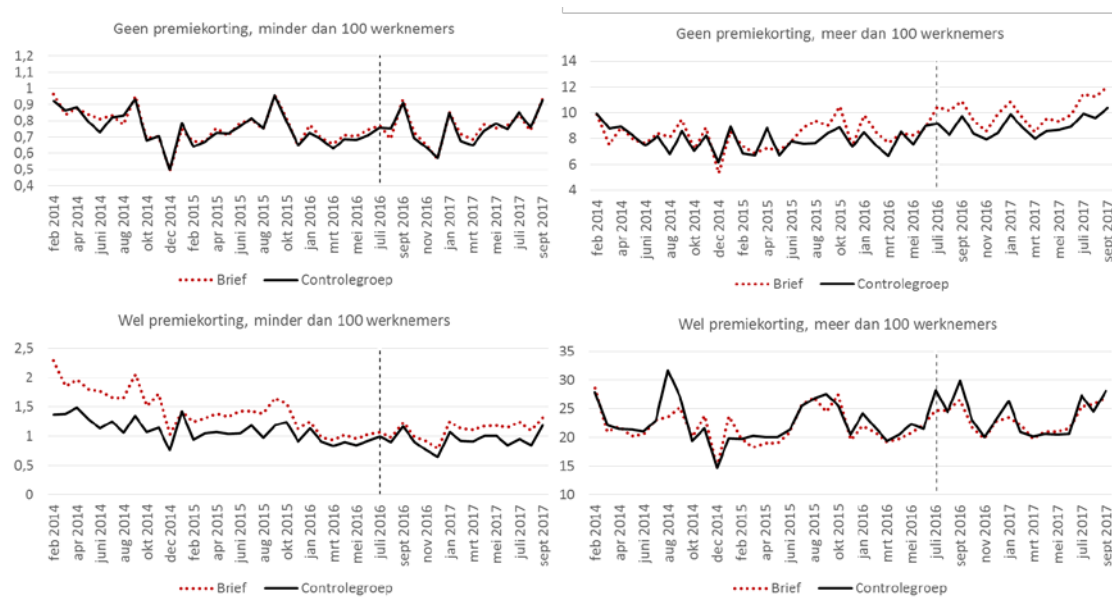 Geen premiekorting, minder dan 100 werknemers
1,2
1,1
1
0,9
0,8
0,7
0,6
0,5
0,4
feb 2014
apr 2014
juni 2014
aug 2014
okt 2014
dec 2014
feb 2015
apr 2015
juni 2015
aug 2015
okt 2015
jan 2016
mrt 2016
mei 2016
juli 2016
sept 2016
nov 2016
jan 2017
mrt 2017
mei 2017
juli 2017
sept 2017
Brief
Controlegroep
Geen premiekorting, meer dan 100 werknemers
14
12
10
8
6
4
feb 2014
apr 2014
juni 2014
aug 2014
okt 2014
dec 2014
feb 2015
apr 2015
juni 2015
aug 2015
okt 2015
jan 2016
mrt 2016
mei 2016
juli 2016
sept 2016
nov 2016
jan 2017
mrt 2017
mei 2017
juli 2017
sept 2017
Brief
Controlegroep
Wel premiekorting, minder dan 100 werknemers
2,5
2
1,5
1
0,5
0
feb 2014
apr 2014
juni 2014
aug 2014
okt 2014
dec 2014
feb 2015
apr 2015
juni 2015
aug 2015
okt 2015
jan 2016
mrt 2016
mei 2016
juli 2016
sept 2016
nov 2016
jan 2017
mrt 2017
mei 2017
juli 2017
sept 2017
Brief
Controlegroep
Wel premiekorting, meer dan 100 werknemers
35
30
25
20
15
10
feb 2014
apr 2014
juni 2014
aug 2014
okt 2014
dec 2014
feb 2015
apr 2015
juni 2015
aug 2015
okt 2015
jan 2016
mrt 2016
mei 2016
juli 2016
sept 2016
nov 2016
jan 2017
mrt 2017
mei 2017
juli 2017
sept 2017
Brief
Controlegroep